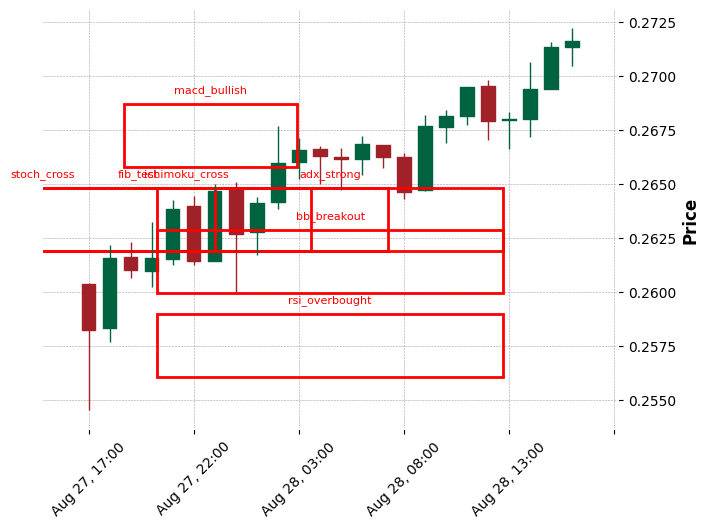 macd_bullish
stoch_cross
fib_test
ichimoku_cross
adx_strong
bb_breakout
rsi_overbought
0.2725
0.2700
0.2675
0.2650
0.2625
0.2600
0.2575
0.2550
Price
Aug 27, 17:00
Aug 27, 22:00
Aug 28, 03:00
Aug 28, 08:00
Aug 28, 13:00